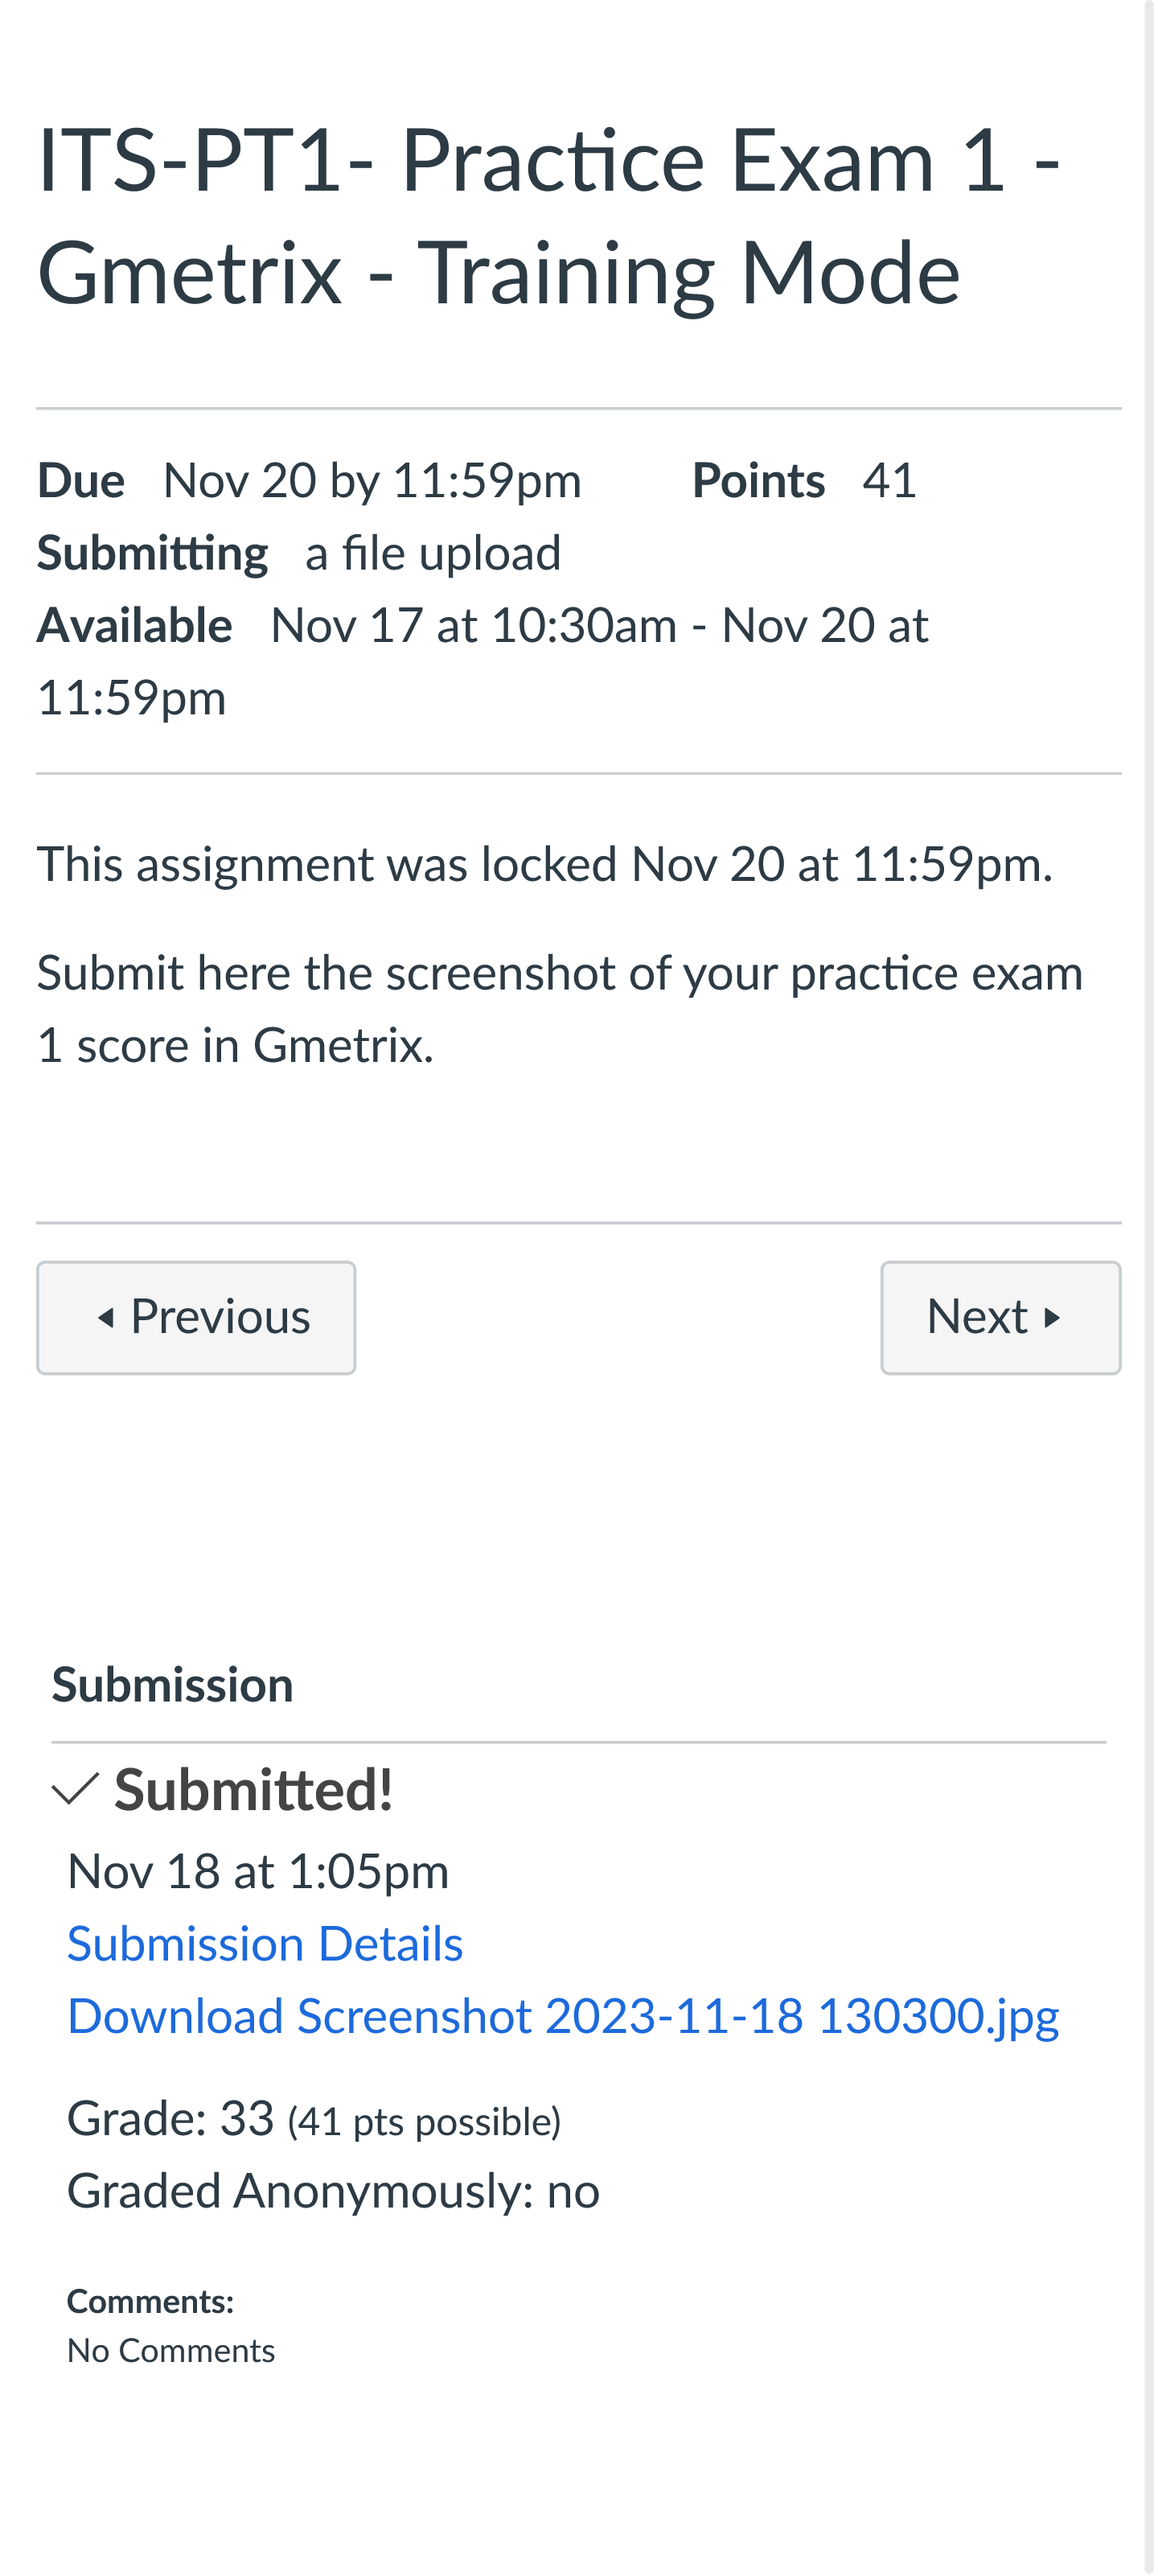 ITS-PT1- Practice Exam 1 -
Gmetrix - Training Mode
Due Nov 20 by 11:59pm Points 41
Submitting a file upload
Available Nov 17 at 10:30am - Nov 20 at
11:59pm
This assignment was locked Nov 20 at 11:59pm.
Submit here the screenshot of your practice exam
1 score in Gmetrix.
Previous Next
Submission
Submitted!
Nov 18 at 1:05pm
Submission Details
Download Screenshot 2023-11-18 130300.jpg
Grade: 33 (41 pts possible)
Graded Anonymously: no
Comments:
No Comments